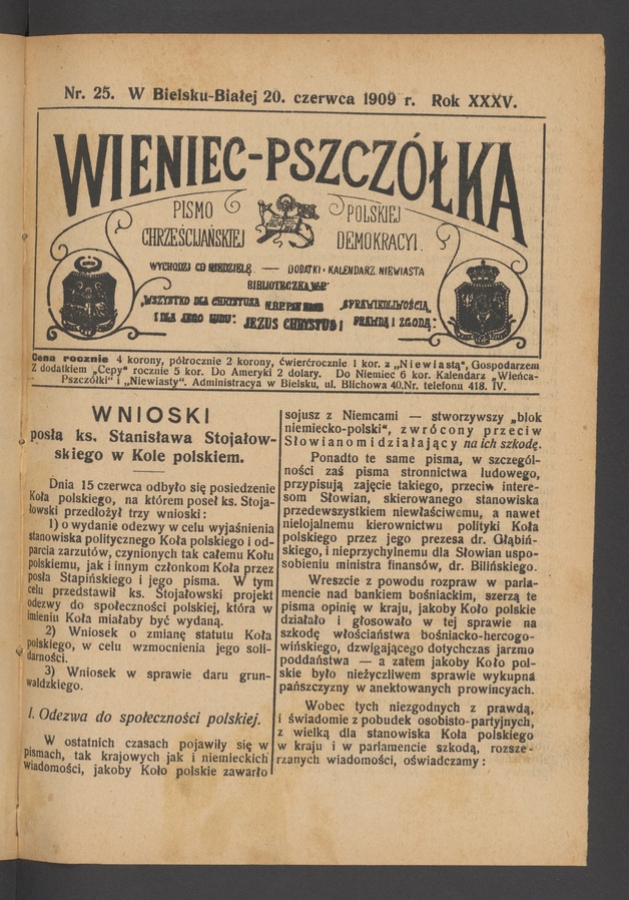 Nr. 25. W Bielsku-Białej 20. czerwca 1909 r. Rok XXXV.
WIENIEC-PSZCZÓŁKA
PISMO POLSKIEJ
CHRZEŚCIJAŃSKIEJ DEMOKRACYI.
WYCHODZI CO NIEDZIELĘ. — DODATKI • KALENDARZ NIEWIASTA
BIBLIOTECZKA
„WSZYSTKO DLA CHRYSTUSA SPRAWIEDLIWOŚCIĄ
I DLA JEGO LUDU". JEZUS CHRYSTUS! PRAWDĄ I ZGODĄ.
Cena rocznie 4 korony, półrocznie 2 korony, ćwierćrocznie 1 kor. z „Niewiastą", Gospodarzem
Z dodatkiem „Cepy" rocznie 5 kor. Do Ameryki 2 dolary. Do Niemiec 6 kor. Kalendarz „Wieńca-
Pszczółki" i „Niewiasty". Administracya w Bielsku, ul. Blichowa 40.Nr. telefonu 418. IV.
WNIOSKI
posła ks. Stanisława Stojałow-
skiego w Kole polskiem.
Dnia 15 czerwca odbyło się posiedzenie
Koła polskiego, na którem poseł ks. Stoja-
łowski przedłożył trzy wnioski:
1) o wydanie odezwy w celu wyjaśnienia
stanowiska politycznego Koła polskiego i od-
parcia zarzutów, czynionych tak całemu Kołu
polskiemu, jak i innym członkom Koła przez
posła Stapińskiego i jego pisma. W tym
celu przedstawił ks. Stojałowski projekt
odezwy do społeczności polskiej, która w
imieniu Koła miałaby być wydaną.
2) Wniosek o zmianę statutu Koła
polskiego, w celu wzmocnienia jego soli-
darności.
3) Wniosek w sprawie daru grun-
waldzkiego.
I. Odezwa do społeczności polskiej.
W ostatnich czasach pojawiły się w
pismach, tak krajowych jak i niemieckich
wiadomości, jakoby Koło polskie zawarło
sojusz z Niemcami — stworzywszy „blok
niemiecko-polski", zwrócony przeciw
Słowianom i działający na ich szkodę.
Ponadto te same pisma, w szczegól-
ności zaś pisma stronnictwa ludowego,
przypisują zajęcie takiego, przeciw intere-
som Słowian, skierowanego stanowiska
przedewszystkiem niewłaściwemu, a nawet
nielojalnemu kierownictwu polityki Koła
polskiego przez jego prezesa dr. Głąbiń-
skiego, i nieprzychylnemu dla Słowian uspo-
sobieniu ministra finansów, dr. Bilińskiego.
Wreszcie z powodu rozpraw w parla-
mencie nad bankiem bośniackim, szerzą te
pisma opinię w kraju, jakoby Koło polskie
działało i głosowało w tej sprawie na
szkodę włościaństwa bośniacko-hercogo-
wińskiego, dzwigającego dotychczas jarzmo
poddaństwa — a zatem jakoby Koło pol-
skie było nieżyczliwem sprawie wykupna
pańszczyzny w anektowanych prowincyach.
Wobec tych niezgodnych z prawdą,
i świadomie z pobudek osobisto-partyjnych,
z wielką dla stanowiska Koła polskiego
w kraju i w parlamencie szkodą, rozsze-
rzanych wiadomości, oświadczamy: